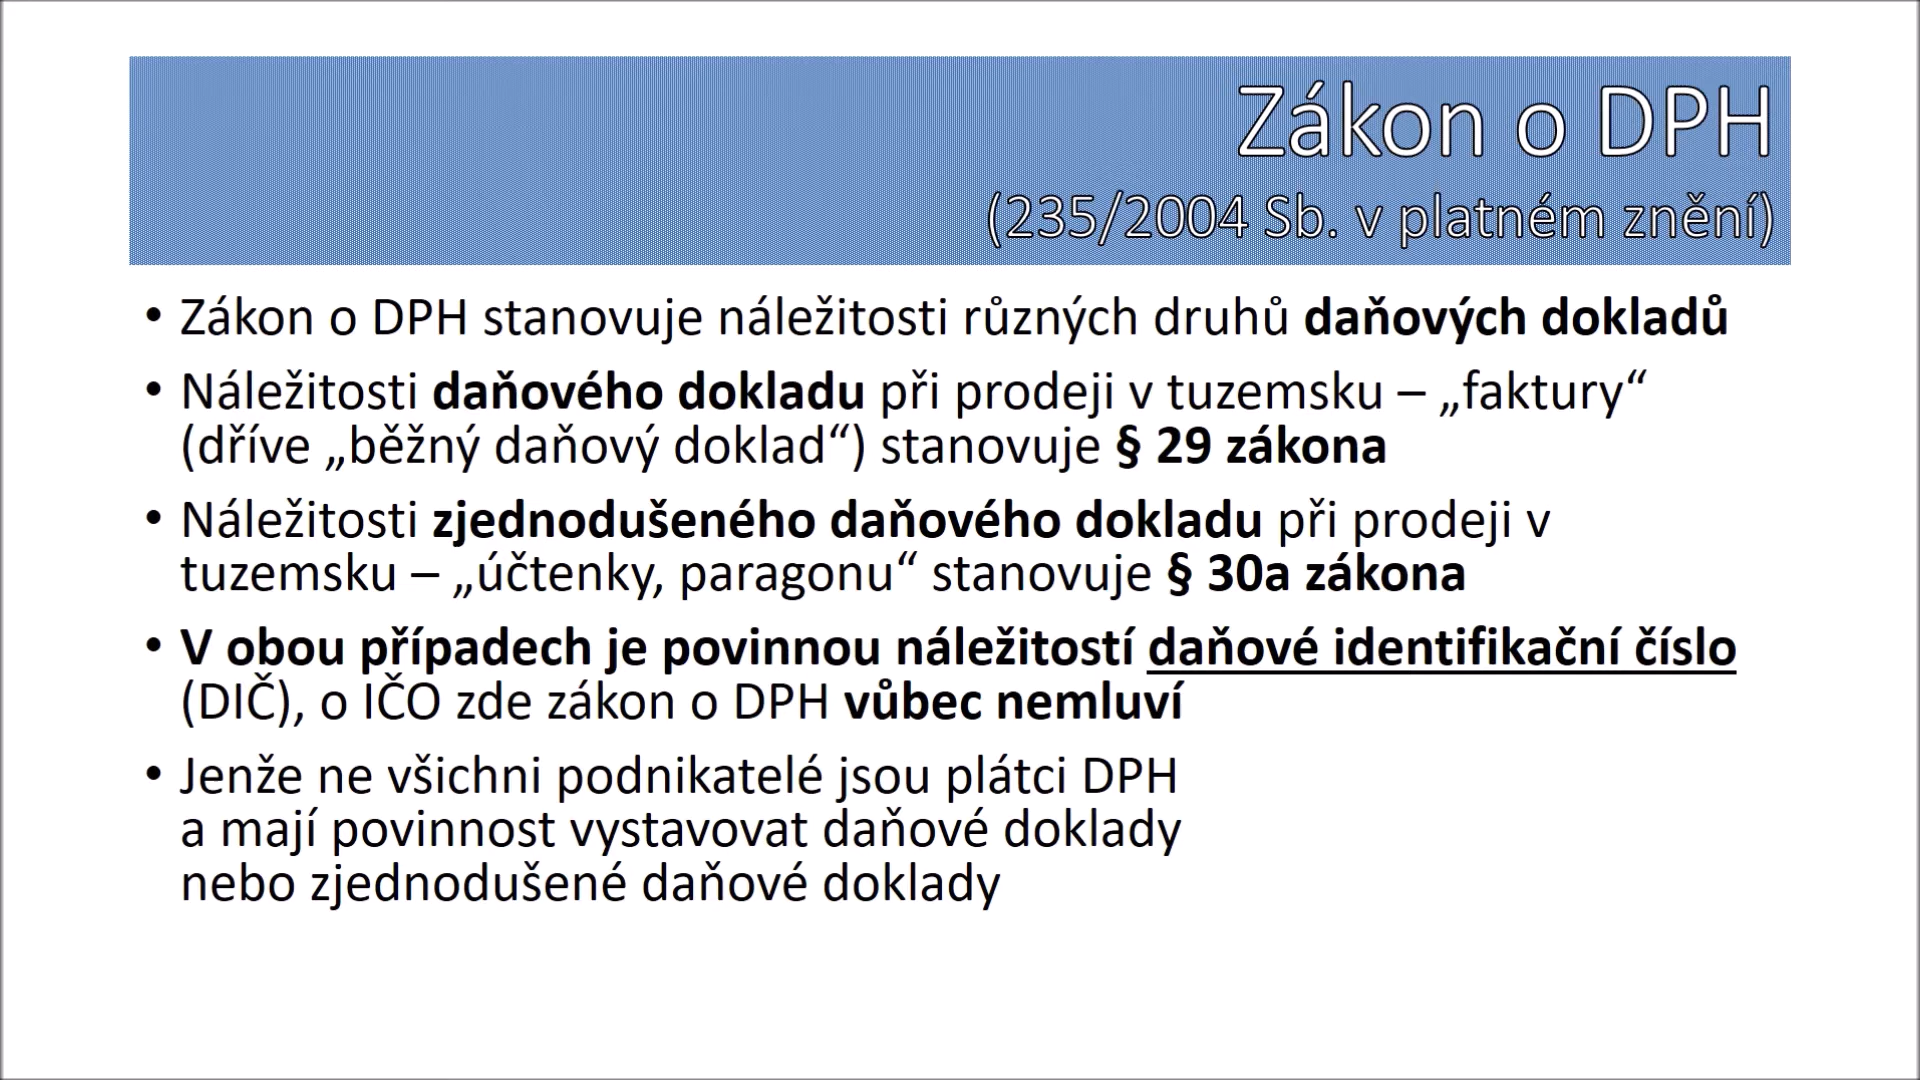 Zákon o DPH
(235/2004 Sb. v platném znění)
• Zákon o DPH stanovuje náležitosti různých druhů daňových dokladů
• Náležitosti daňového dokladu při prodeji v tuzemsku – „faktury“
(dříve „běžný daňový doklad“) stanovuje § 29 zákona
• Náležitosti zjednodušeného daňového dokladu při prodeji v
tuzemsku – „účtenky, paragonu“ stanovuje § 30a zákona
• V obou případech je povinnou náležitostí daňové identifikační číslo
(DIČ), o IČO zde zákon o DPH vůbec nemluví
• Jenže ne všichni podnikatelé jsou plátci DPH
a mají povinnost vystavovat daňové doklady
nebo zjednodušené daňové doklady